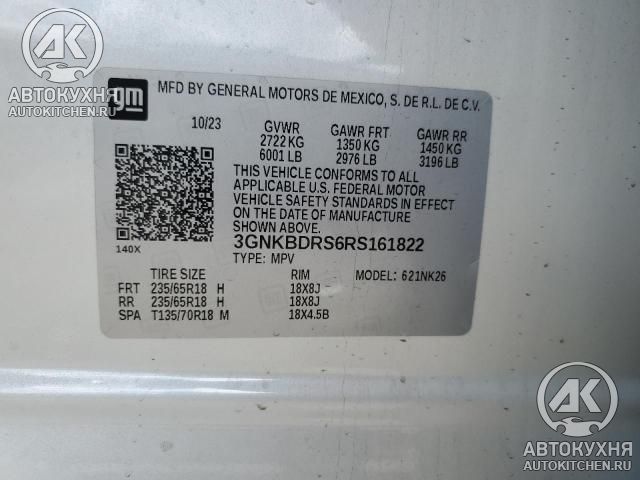 АВТОКУХНЯ
AUTOKITCHEN.RU
gm
MFD BY GENERAL MOTORS DE MEXICO, S. DE R.L. DE C.V.
10/23 GVWR GAWR FRT GAWR RR
2722 KG 1350 KG 1450 KG
6001 LB 2976 LB 3196 LB
THIS VEHICLE CONFORMS TO ALL
APPLICABLE U.S. FEDERAL MOTOR
VEHICLE SAFETY STANDARDS IN EFFECT
ON THE DATE OF MANUFACTURE
SHOWN ABOVE.
140X
3GNKBDRS6RS161822
TYPE: MPV
TIRE SIZE RIM MODEL: 621NK26
FRT 235/65R18 H 18X8J
RR 235/65R18 H 18X8J
SPA T135/70R18 M 18X4.5B
АК
АВТОКУХНЯ
AUTOKITCHEN.RU